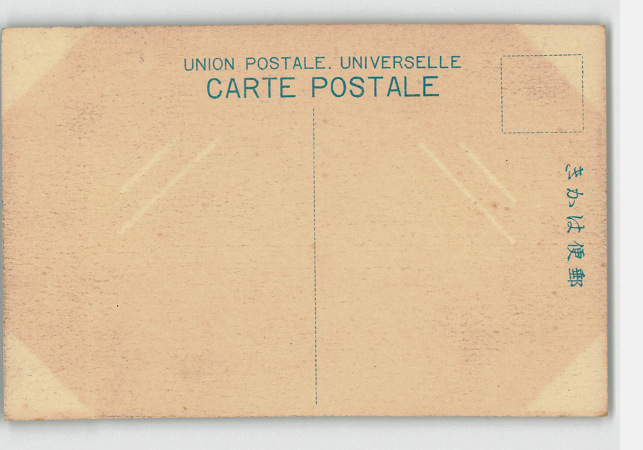 UNION POSTALE. UNIVERSELLE
CARTE POSTALE
きかは便郵